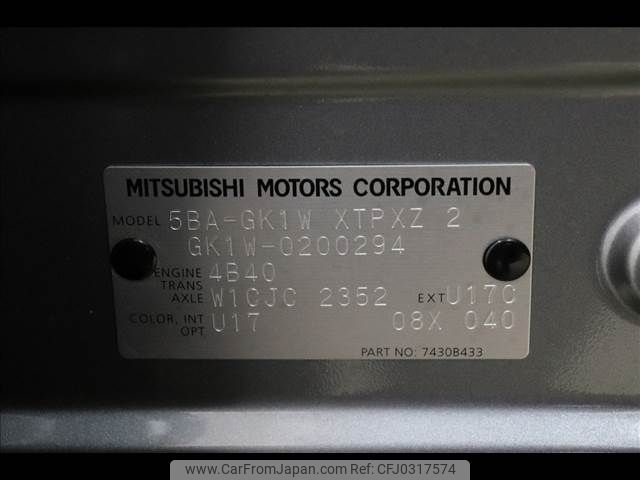 MITSUBISHI MOTORS CORPORATION
MODEL 5BA-GK1W XTPXZ 2
GK1W-0200294
ENGINE 4B40
TRANS
AXLE W1CJC 2352 EXT U17C
COLOR, INT U17 08X 040
OPT
PART NO: 7430B433
www.CarFromJapan.com | RefNo:CFJ0317574